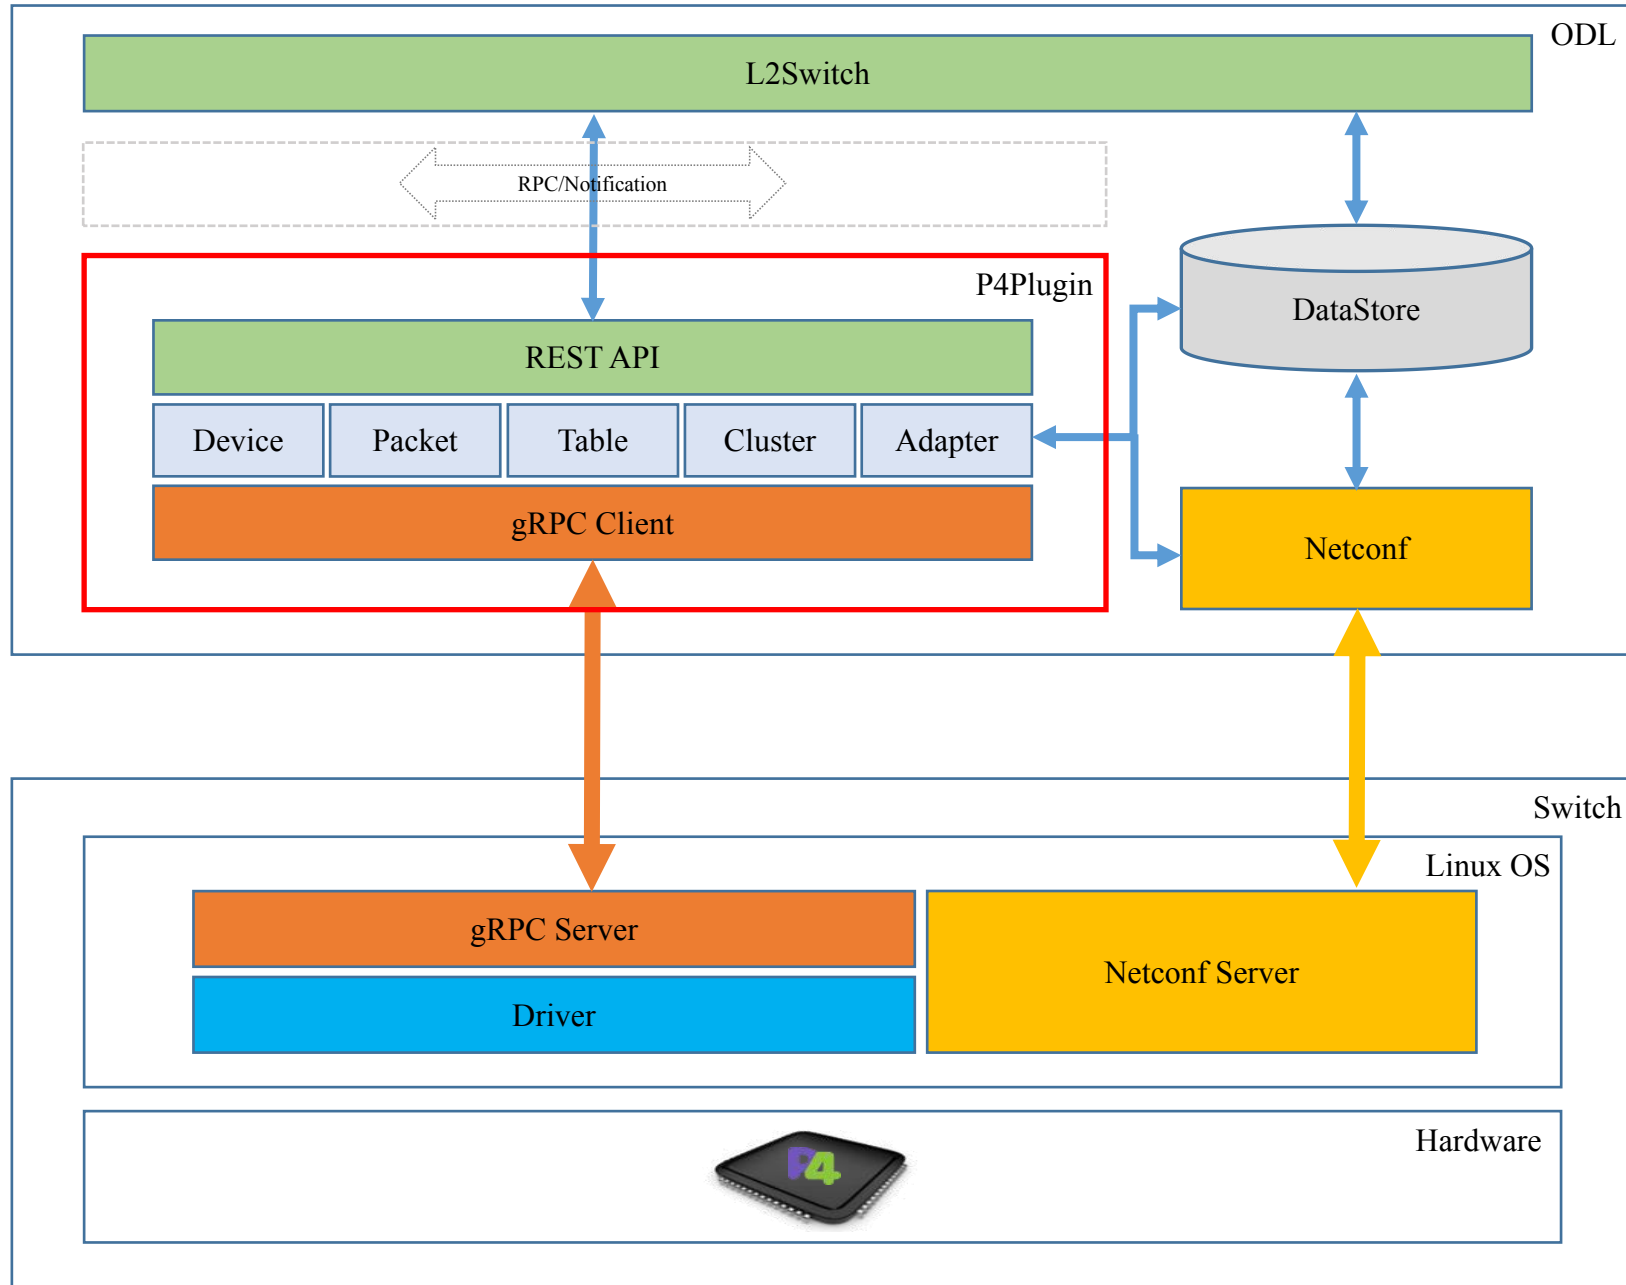 ODL
L2Switch
RPC/Notification
P4Plugin
REST API
DataStore
Device
Packet
Table
Cluster
Adapter
gRPC Client
Netconf
Switch
Linux OS
gRPC Server
Netconf Server
Driver
Hardware
P4